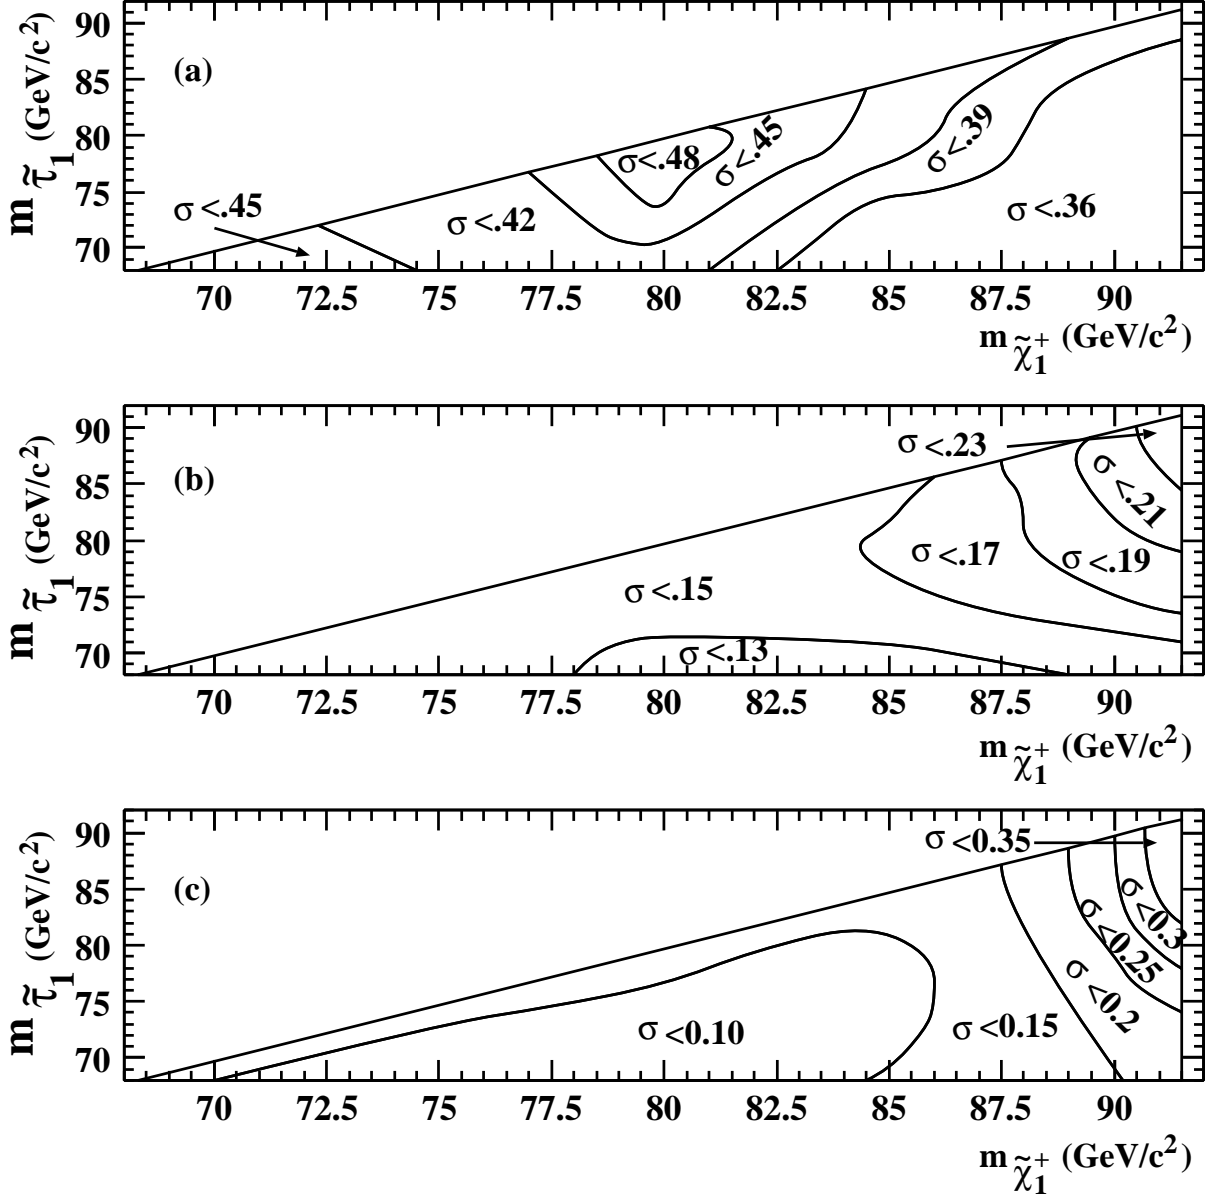 m τ̃₁ (GeV/c²)
90
85
80
75
70
(a)
σ <.45
σ <.42
σ <.48
σ <.45
σ <.39
σ <.36
70 72.5 75 77.5 80 82.5 85 87.5 90
m χ̃₁⁺ (GeV/c²)
m τ̃₁ (GeV/c²)
90
85
80
75
70
(b)
σ <.23
σ <.21
σ <.17
σ <.19
σ <.15
σ <.13
70 72.5 75 77.5 80 82.5 85 87.5 90
m χ̃₁⁺ (GeV/c²)
m τ̃₁ (GeV/c²)
90
85
80
75
70
(c)
σ <0.35
σ <0.3
σ <0.25
σ <0.2
σ <0.15
σ <0.10
70 72.5 75 77.5 80 82.5 85 87.5 90
m χ̃₁⁺ (GeV/c²)